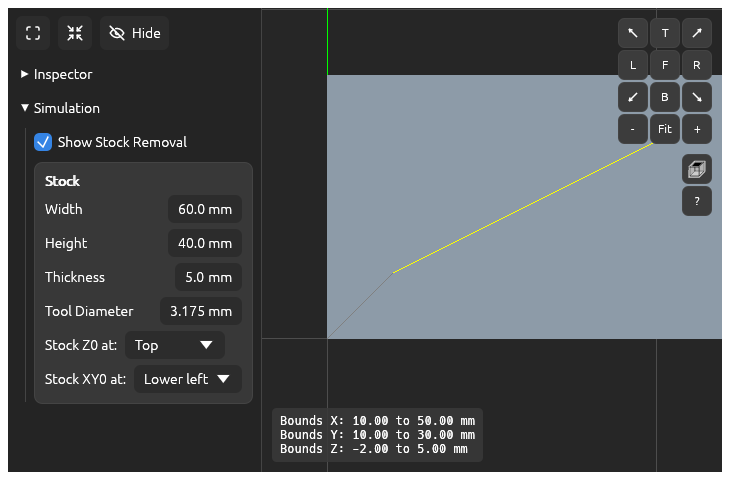 Hide
Inspector
Simulation
Show Stock Removal
Stock
Width 60.0 mm
Height 40.0 mm
Thickness 5.0 mm
Tool Diameter 3.175 mm
Stock Z0 at: Top
Stock XY0 at: Lower left
T
L F R
B
- Fit +
?
Bounds X: 10.00 to 50.00 mm
Bounds Y: 10.00 to 30.00 mm
Bounds Z: -2.00 to 5.00 mm